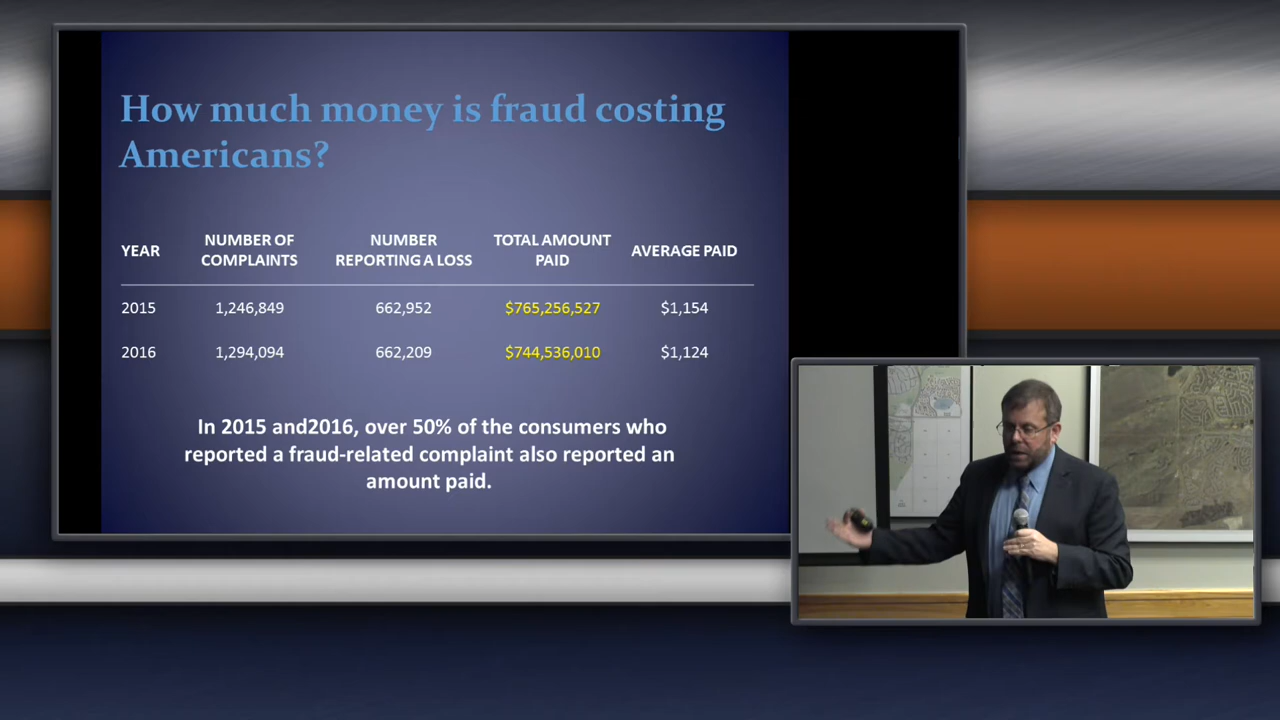 How much money is fraud costing
Americans?
YEAR NUMBER OF COMPLAINTS NUMBER REPORTING A LOSS TOTAL AMOUNT PAID AVERAGE PAID
2015 1,246,849 662,952 $765,256,527 $1,154
2016 1,294,094 662,209 $744,536,010 $1,124
In 2015 and2016, over 50% of the consumers who
reported a fraud-related complaint also reported an
amount paid.